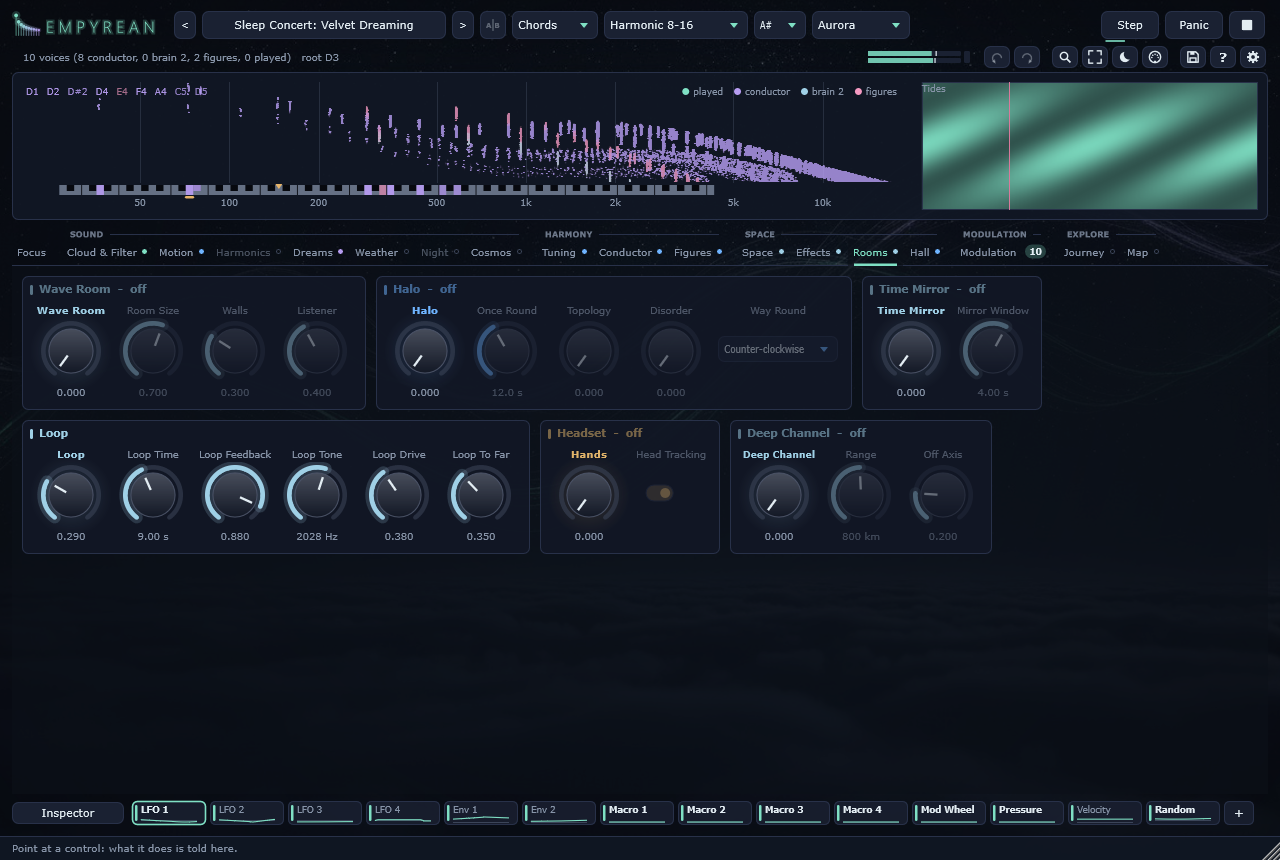 EMPYREAN
<
Sleep Concert: Velvet Dreaming
>
A|B
Chords
Harmonic 8-16
A#
Aurora
Step
Panic
10 voices (8 conductor, 0 brain 2, 2 figures, 0 played)
root D3
?
D1 D2 D#2 D4 E4 F4 A4 C5
played
conductor
brain 2
figures
Tides
50
100
200
500
1k
2k
5k
10k
SOUND
HARMONY
SPACE
MODULATION
EXPLORE
Focus
Cloud & Filter
Motion
Harmonics
Dreams
Weather
Night
Cosmos
Tuning
Conductor
Figures
Space
Effects
Rooms
Hall
Modulation
10
Journey
Map
Wave Room - off
Wave Room
Room Size
Walls
Listener
0.000
0.700
0.300
0.400
Halo - off
Halo
Once Round
Topology
Disorder
Way Round
Counter-clockwise
0.000
12.0 s
0.000
0.000
Time Mirror - off
Time Mirror
Mirror Window
0.000
4.00 s
Loop
Loop
Loop Time
Loop Feedback
Loop Tone
Loop Drive
Loop To Far
0.290
9.00 s
0.880
2028 Hz
0.380
0.350
Headset - off
Hands
Head Tracking
0.000
Deep Channel - off
Deep Channel
Range
Off Axis
0.000
800 km
0.200
Inspector
LFO 1
LFO 2
LFO 3
LFO 4
Env 1
Env 2
Macro 1
Macro 2
Macro 3
Macro 4
Mod Wheel
Pressure
Velocity
Random
+
Point at a control: what it does is told here.